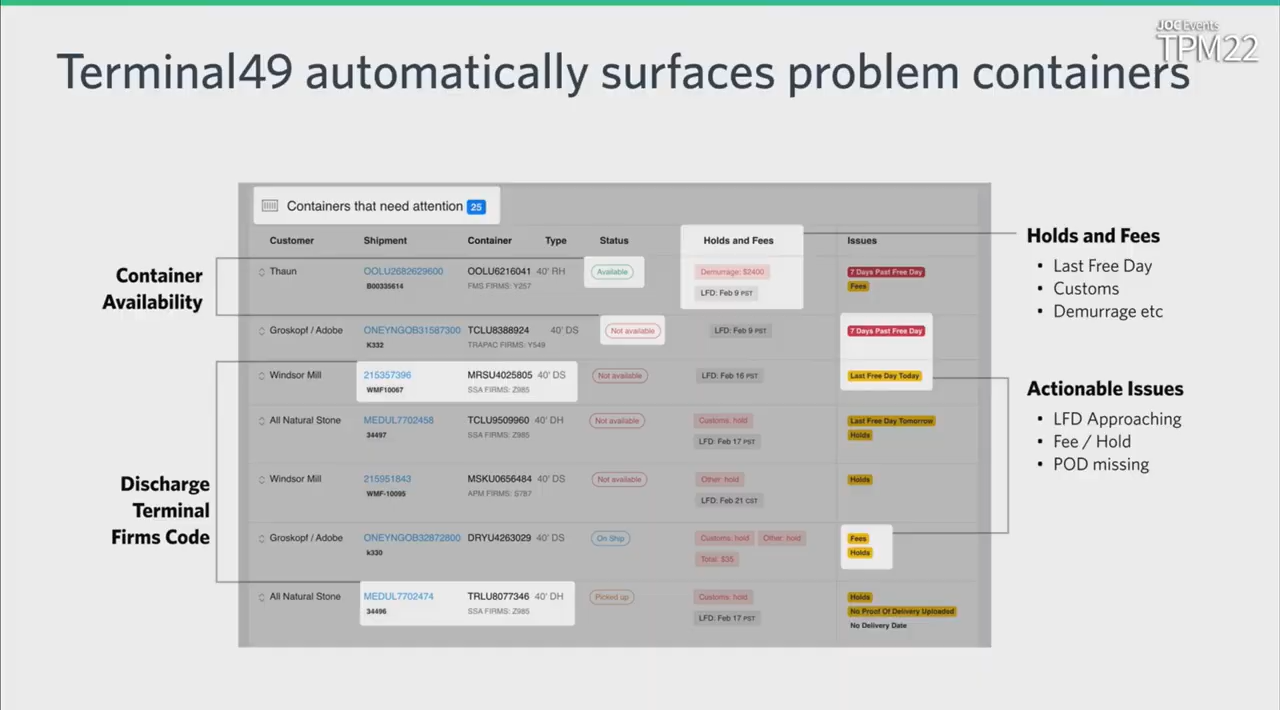 JOC Events
TPM22
Terminal49 automatically surfaces problem containers
Containers that need attention 25
Customer Shipment Container Type Status Holds and Fees Issues
Thaun OOLU2682629600 OOLU6216041 40' RH Available Demurrage: $2400 7 Days Past Free Day
B00335614 FMS FIRMS: Y257 LFD: Feb 9 PST Fees
Groskopf / Adobe ONEYNGOB31587300 TCLU8388924 40' DS Not available LFD: Feb 9 PST 7 Days Past Free Day
K332 TRAPAC FIRMS: Y549
Windsor Mill 215357396 MRSU4025805 40' DS Not available LFD: Feb 16 PST Last Free Day Today
WMF10067 SSA FIRMS: Z985
All Natural Stone MEDUL7702458 TCLU9509960 40' DS Not available Customs: hold Last Free Day Tomorrow
34497 SSA FIRMS: Z985 LFD: Feb 17 PST Holds
Windsor Mill 215951843 MSKU0656484 40' DS Not available Other: hold Holds
WMF-10095 APM FIRMS: S787 LFD: Feb 21 CST
Groskopf / Adobe ONEYNGOB32872800 DRYU4263029 40' DS On Ship Customs: hold Other: hold Fees
k330 Total: $35 Holds
All Natural Stone MEDUL7702474 TRLU8077346 40' DH Picked up Customs: hold Holds
34496 SSA FIRMS: Z985 LFD: Feb 17 PST No Proof Of Delivery Uploaded
No Delivery Date
Container
Availability
Discharge
Terminal
Firms Code
Holds and Fees
• Last Free Day
• Customs
• Demurrage etc
Actionable Issues
• LFD Approaching
• Fee / Hold
• POD missing